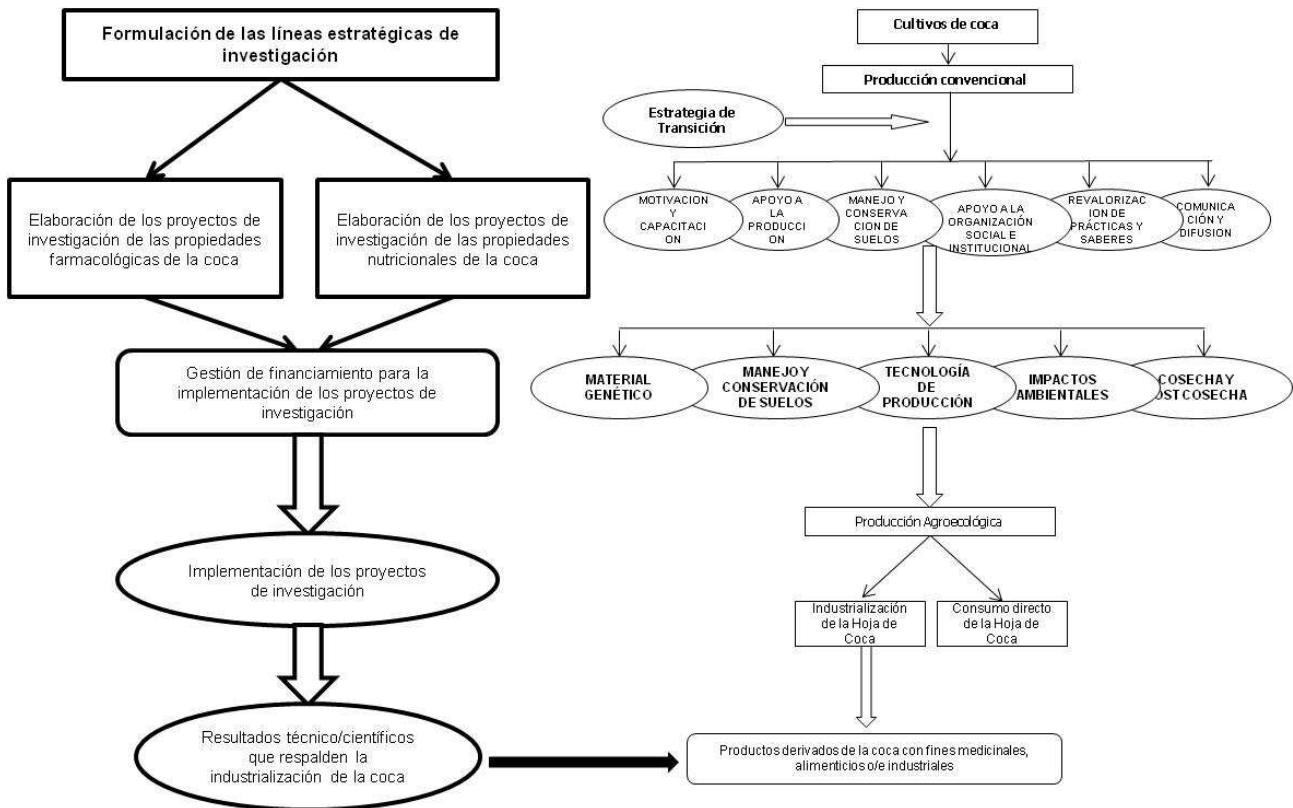 Formulación de las líneas estratégicas de
investigación
Elaboración de los proyectos de
investigación de las propiedades
farmacológicas de la coca
Elaboración de los proyectos de
investigación de las propiedades
nutricionales de la coca
Gestión de financiamiento para la
implementación de los proyectos de
investigación
Implementación de los proyectos
de investigación
Resultados técnico/científicos
que respalden la
industrialización de la coca
Cultivos de coca
Producción convencional
Estrategia de
Transición
MOTIVACION
Y
CAPACITACI
ON
APOYO A
LA
PRODUCCI
ON
MANEJO Y
CONSERVA
CION DE
SUELOS
APOYO A LA
ORGANIZACIÓN
SOCIAL E
INSTITUCIONAL
REVALORIZAC
ION DE
PRÁCTICAS Y
SABERES
COMUNICA
CIÓN Y
DIFUSION
MATERIAL
GENÉTICO
MANEJO Y
CONSERVACIÓN
DE SUELOS
TECNOLOGÍA
DE
PRODUCCIÓN
IMPACTOS
AMBIENTALES
COSECHA Y
POST COSECHA
Producción Agroecológica
Industrialización
de la Hoja de
Coca
Consumo directo
de la Hoja de
Coca
Productos derivados de la coca con fines medicinales,
alimenticios o/e industriales